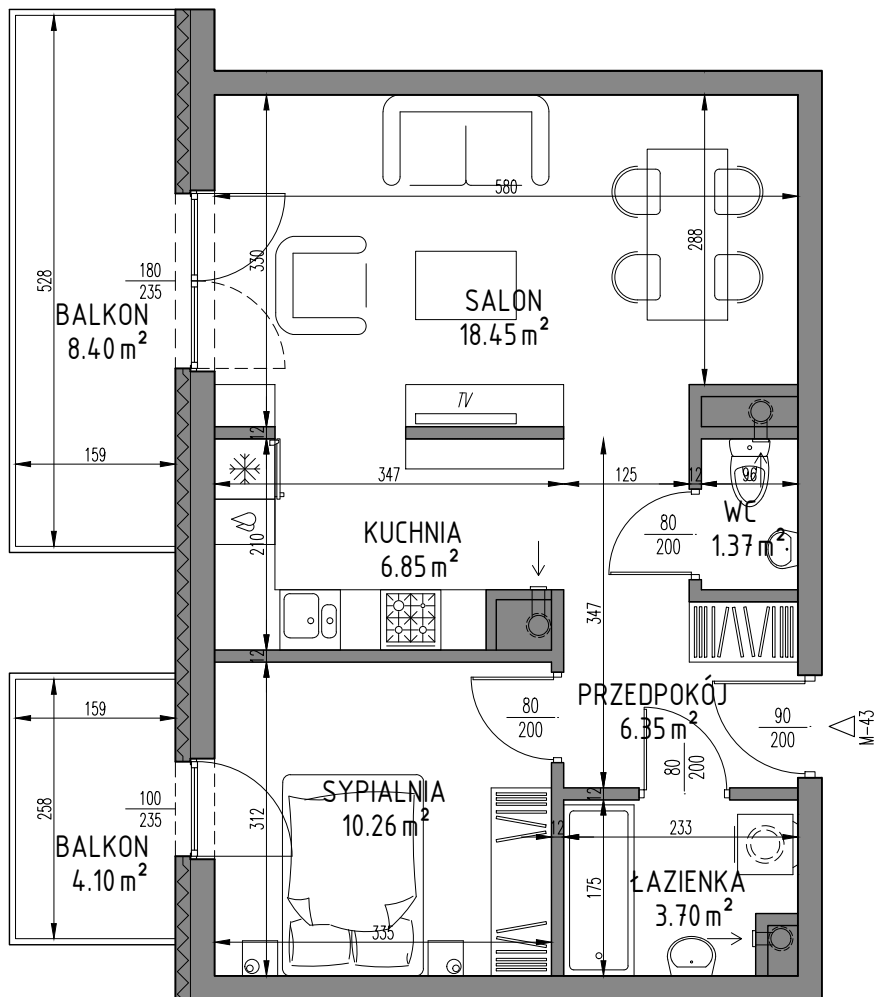 580
288
330
528
180
235
BALKON
8.40 m²
SALON
18.45 m²
TV
159
12
347
125
12
96
80
200
WC
1.37 m²
KUCHNIA
6.85 m²
210
347
12
PRZEDPOKÓJ
6.35 m²
80
200
90
200
M-43
80
200
159
258
100
235
BALKON
4.10 m²
312
SYPIALNIA
10.26 m²
12
12
233
175
ŁAZIENKA
3.70 m²
335